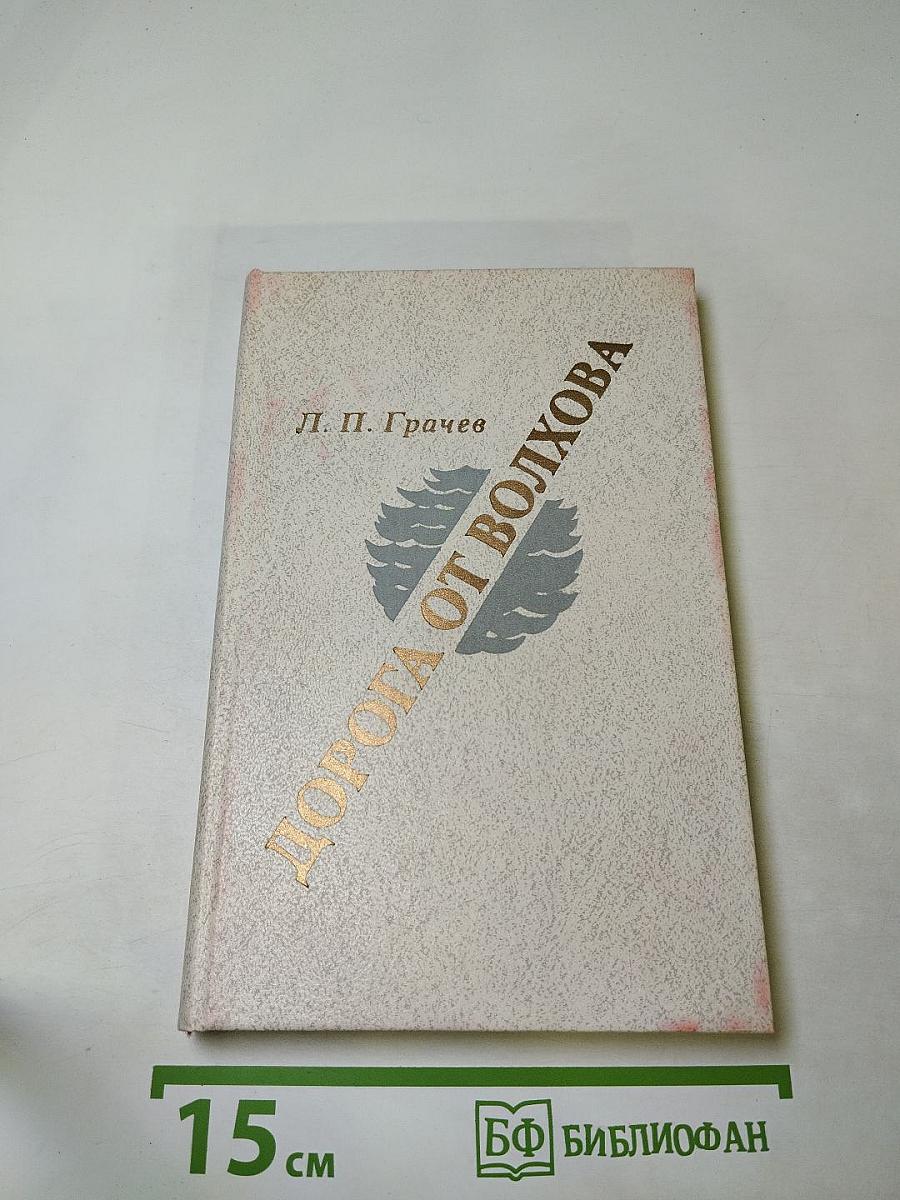 Л. П. Грачев
ДОРОГА ОТ ВОЛХОВА
15 см
БФ БИБЛИОФАН